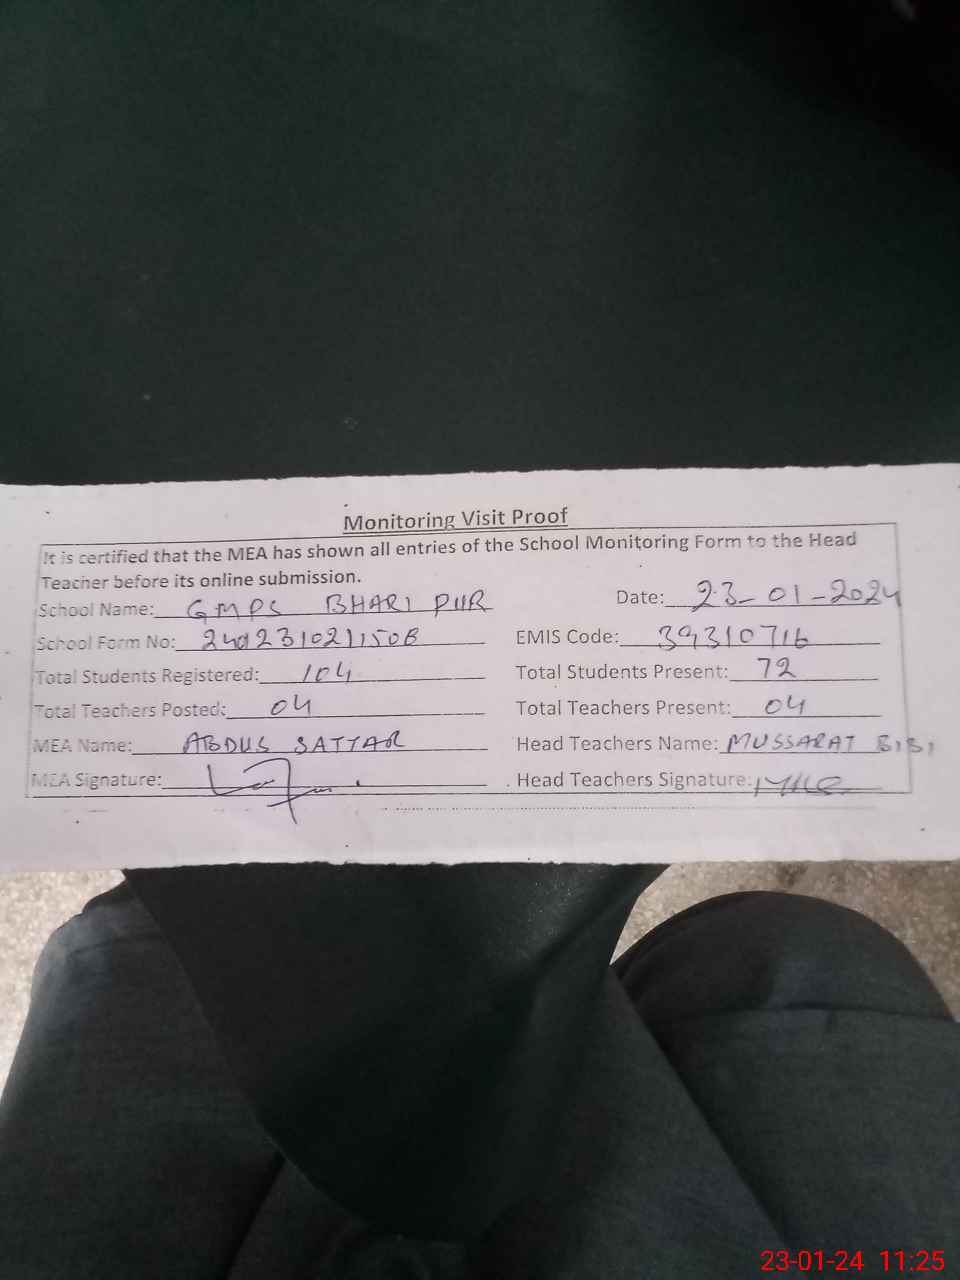 Monitoring Visit Proof
It is certified that the MEA has shown all entries of the School Monitoring Form to the Head
Teacher before its online submission.
School Name: GMPS BHARI PUR Date: 23-01-2024
School Form No: EMIS Code: 39310716
Total Students Registered: 104 Total Students Present: 72
Total Teachers Posted: 04 Total Teachers Present: 04
MEA Name: ABDUS SATTAR Head Teachers Name: MUSSARAT BIBI
MEA Signature: Head Teachers Signature:
23-01-24 11:25